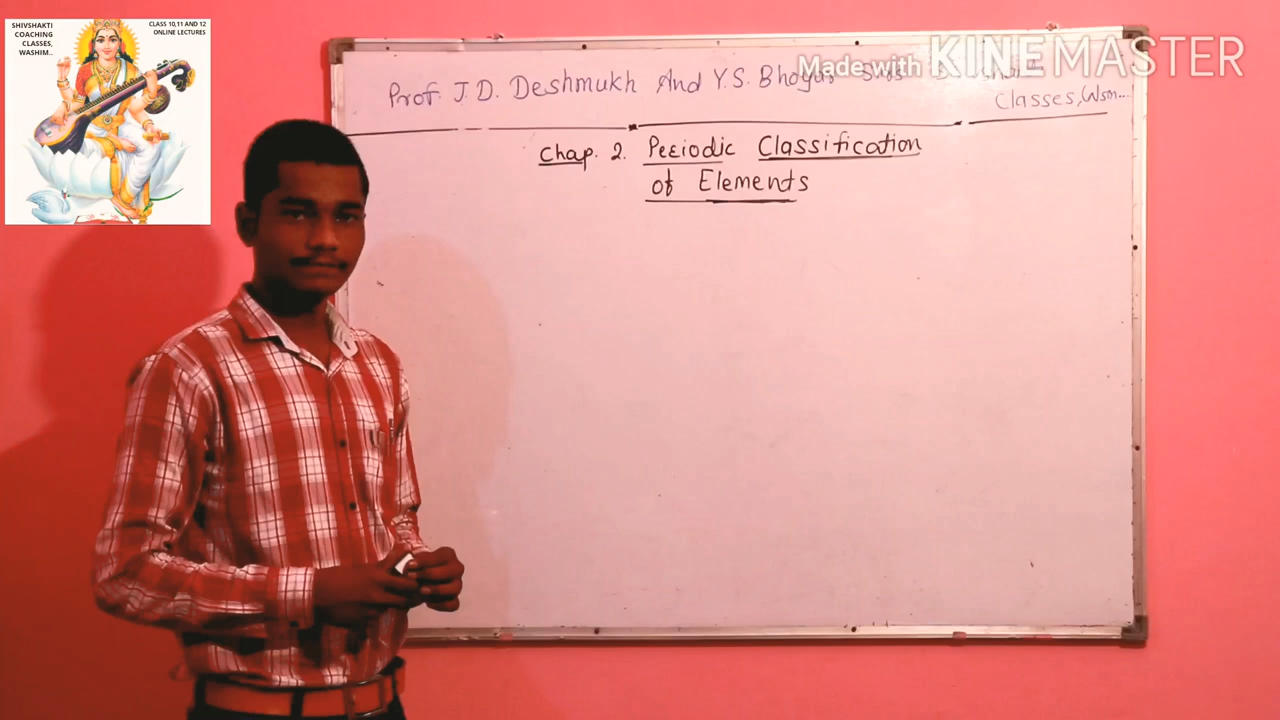 SHIVSHAKTI
COACHING
CLASSES,
WASHIM..
CLASS 10,11 AND 12
ONLINE LECTURES
Made with KINEMASTER
Prof. J.D. Deshmukh And Y.S. Bhoyar
Classes, Wsm...
Chap. 2. Periodic Classification
of Elements